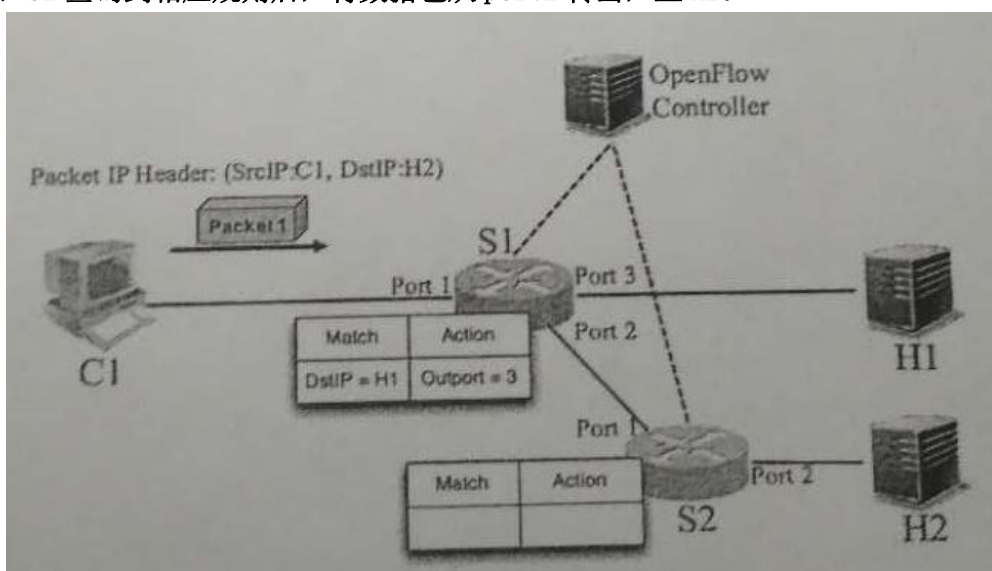 OpenFlow
Controller
Packet IP Header: (SrcIP:C1, DstIP:H2)
Packet 1
S1
Port 1
Port 3
Port 2
Match Action
DstIP = H1 Outport = 3
C1
H1
Port 1
Port 2
Match Action
S2
H2